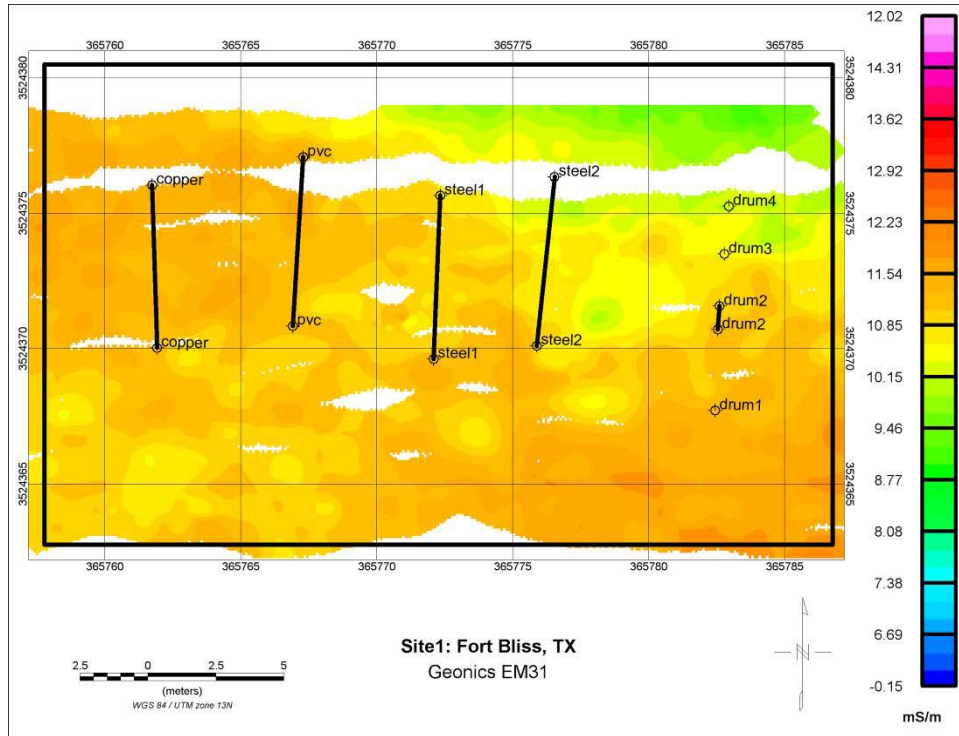 365760 365765 365770 365775 365780 365785
3524380 3524380
pvc
copper
steel1
steel2
drum4
3524375 3524375
drum3
drum2
pvc
drum2
copper
steel1
steel2
3524370 3524370
drum1
3524365 3524365
365760 365765 365770 365775 365780 365785
12.02
14.31
13.62
12.92
12.23
11.54
10.85
10.15
9.46
8.77
8.08
7.38
6.69
-0.15
mS/m
Site1: Fort Bliss, TX
Geonics EM31
2.5 0 2.5 5
(meters)
WGS 84 / UTM zone 13N
N